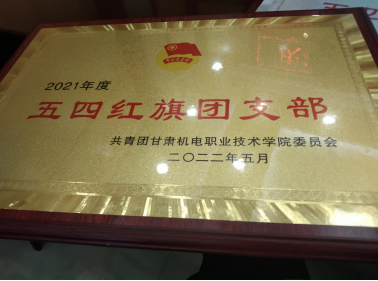 2021年度
五四红旗团支部
共青团甘肃机电职业技术学院委员会
二〇二二年五月